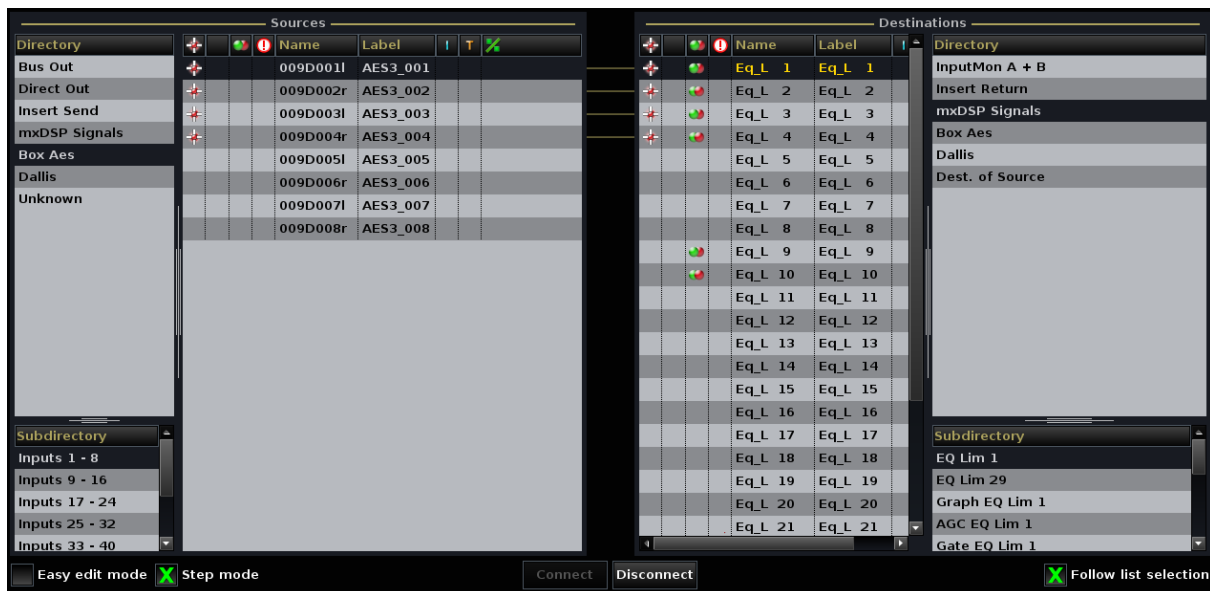 Sources
Destinations
Directory
Bus Out
Direct Out
Insert Send
mxDSP Signals
Box Aes
Dallis
Unknown
Subdirectory
Inputs 1 - 8
Inputs 9 - 16
Inputs 17 - 24
Inputs 25 - 32
Inputs 33 - 40
Name Label ! T
009D001l AES3_001
009D002r AES3_002
009D003l AES3_003
009D004r AES3_004
009D005l AES3_005
009D006r AES3_006
009D007l AES3_007
009D008r AES3_008
Name Label !
Eq_L 1 Eq_L 1
Eq_L 2 Eq_L 2
Eq_L 3 Eq_L 3
Eq_L 4 Eq_L 4
Eq_L 5 Eq_L 5
Eq_L 6 Eq_L 6
Eq_L 7 Eq_L 7
Eq_L 8 Eq_L 8
Eq_L 9 Eq_L 9
Eq_L 10 Eq_L 10
Eq_L 11 Eq_L 11
Eq_L 12 Eq_L 12
Eq_L 13 Eq_L 13
Eq_L 14 Eq_L 14
Eq_L 15 Eq_L 15
Eq_L 16 Eq_L 16
Eq_L 17 Eq_L 17
Eq_L 18 Eq_L 18
Eq_L 19 Eq_L 19
Eq_L 20 Eq_L 20
Eq_L 21 Eq_L 21
Directory
InputMon A + B
Insert Return
mxDSP Signals
Box Aes
Dallis
Dest. of Source
Subdirectory
EQ Lim 1
EQ Lim 29
Graph EQ Lim 1
AGC EQ Lim 1
Gate EQ Lim 1
Easy edit mode X Step mode Connect Disconnect X Follow list selection